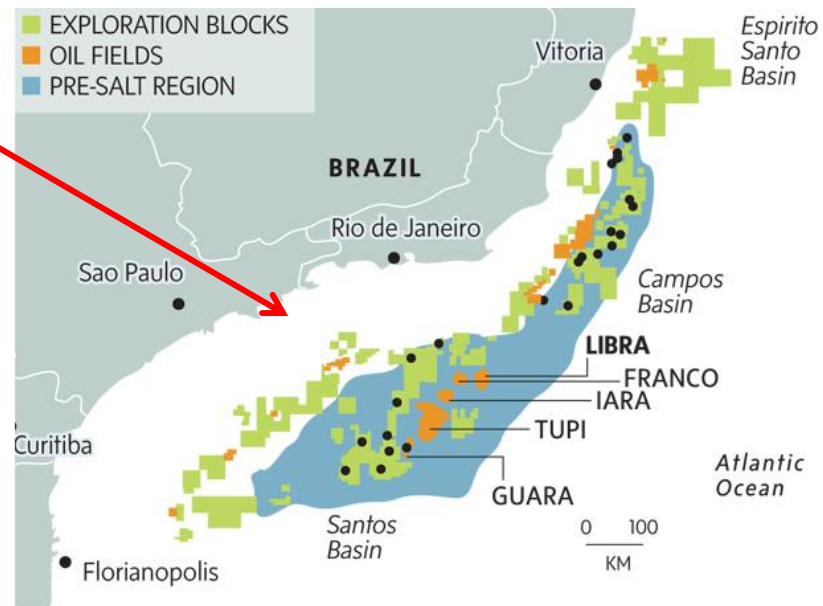 EXPLORATION BLOCKS
OIL FIELDS
PRE-SALT REGION
Espirito
Santo
Basin
Vitoria
BRAZIL
Rio de Janeiro
Sao Paulo
Campos
Basin
LIBRA
FRANCO
IARA
TUPI
GUARA
Curitiba
Atlantic
Ocean
Santos
Basin
0 100
KM
Florianopolis